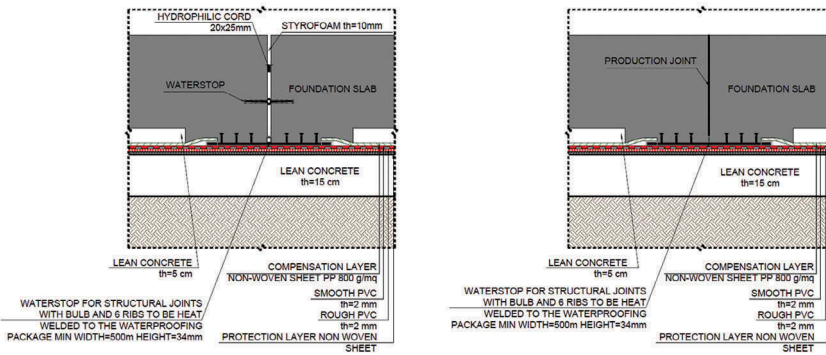 HYDROPHILIC CORD
20x25mm
STYROFOAM th=10mm
WATERSTOP
FOUNDATION SLAB
LEAN CONCRETE
th=15 cm
LEAN CONCRETE
th=5 cm
COMPENSATION LAYER
NON-WOVEN SHEET PP 800 g/mq
SMOOTH PVC
th=2 mm
ROUGH PVC
th=2 mm
PROTECTION LAYER NON WOVEN
SHEET
WATERSTOP FOR STRUCTURAL JOINTS
WITH BULB AND 6 RIBS TO BE HEAT
WELDED TO THE WATERPROOFING
PACKAGE MIN WIDTH=500m HEIGHT=34mm
PRODUCTION JOINT
FOUNDATION SLAB
LEAN CONCRETE
th=15 cm
LEAN CONCRETE
th=5 cm
COMPENSATION LAYER
NON-WOVEN SHEET PP 800 g/mq
SMOOTH PVC
th=2 mm
ROUGH PVC
th=2 mm
PROTECTION LAYER NON WOVEN
SHEET
WATERSTOP FOR STRUCTURAL JOINTS
WITH BULB AND 6 RIBS TO BE HEAT
WELDED TO THE WATERPROOFING
PACKAGE MIN WIDTH=500m HEIGHT=34mm